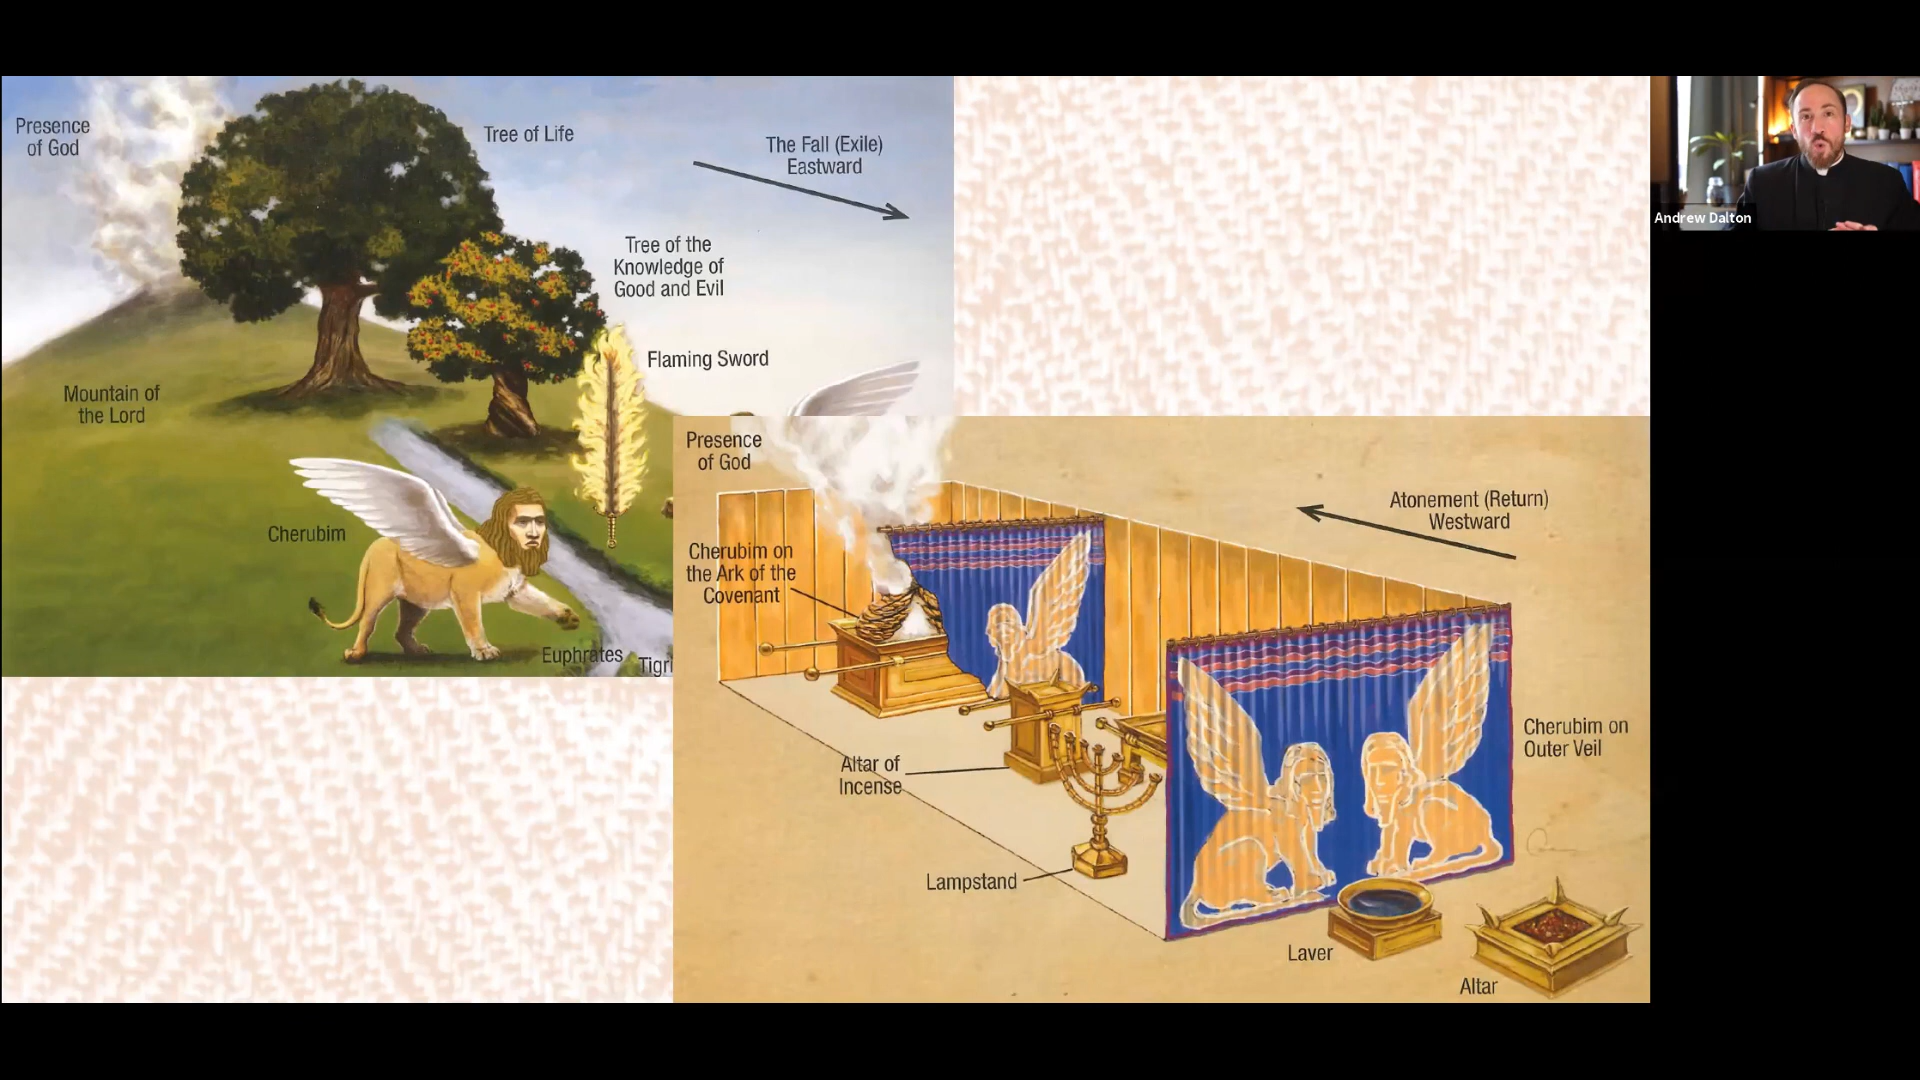 Presence
of God
Tree of Life
The Fall (Exile)
Eastward
Tree of the
Knowledge of
Good and Evil
Flaming Sword
Mountain of
the Lord
Cherubim
Euphrates
Tigri
Presence
of God
Atonement (Return)
Westward
Cherubim on
the Ark of the
Covenant
Cherubim on
Outer Veil
Altar of
Incense
Lampstand
Laver
Altar
Andrew Dalton